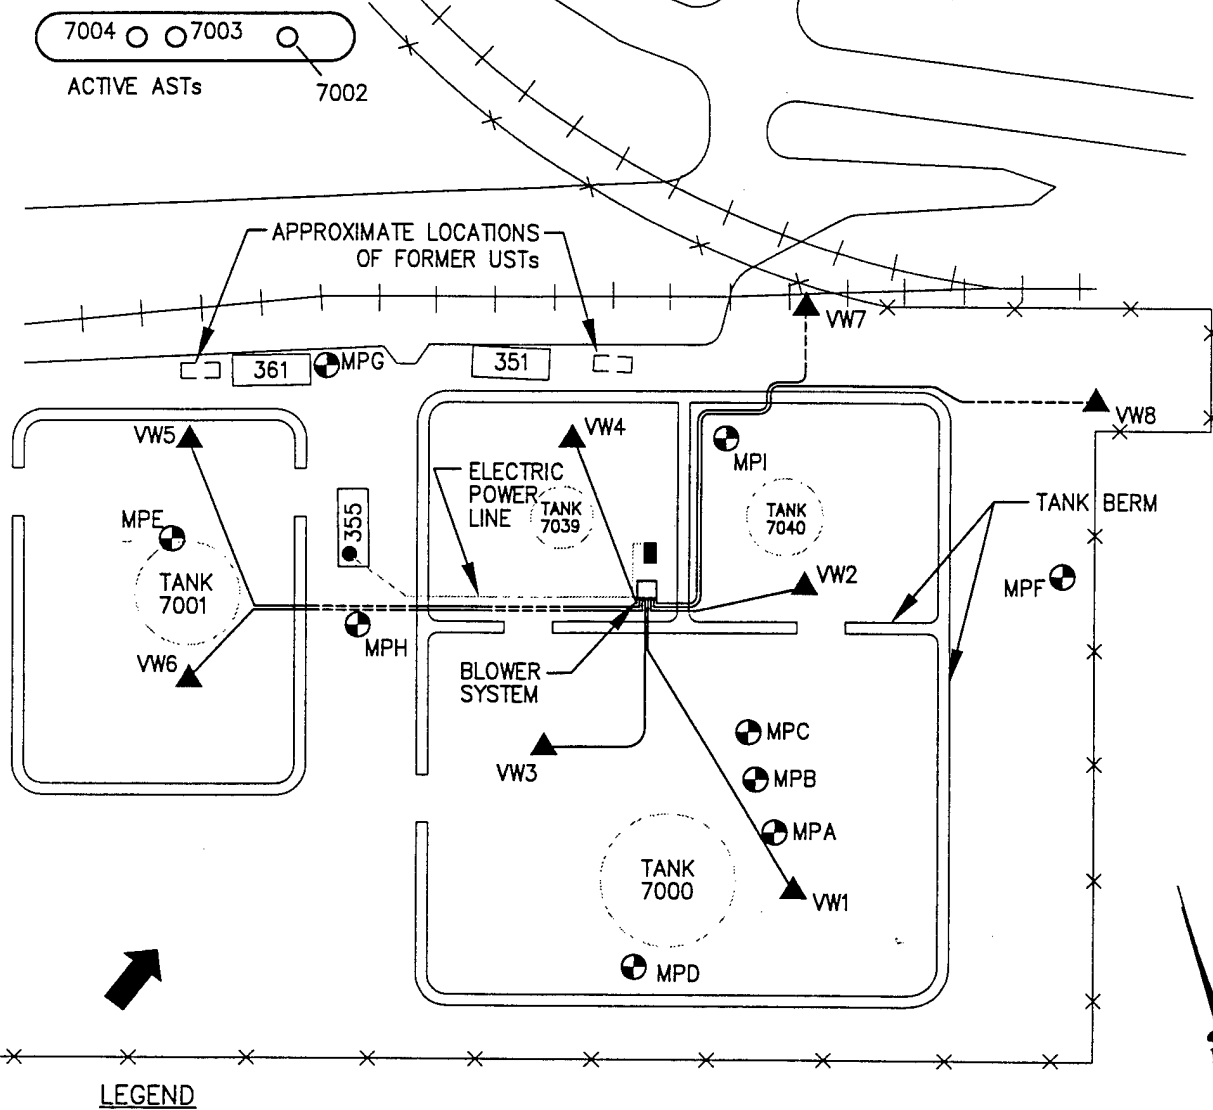 7004
7003
ACTIVE ASTs
7002
APPROXIMATE LOCATIONS
OF FORMER USTs
VW7
361
MPG
351
VW8
VW5
VW4
MPI
ELECTRIC
POWER
LINE
TANK
7039
TANK
7040
TANK BERM
MPE
355
TANK
7001
VW2
MPF
MPH
VW6
BLOWER
SYSTEM
VW3
MPC
MPB
MPA
TANK
7000
VW1
MPD
LEGEND